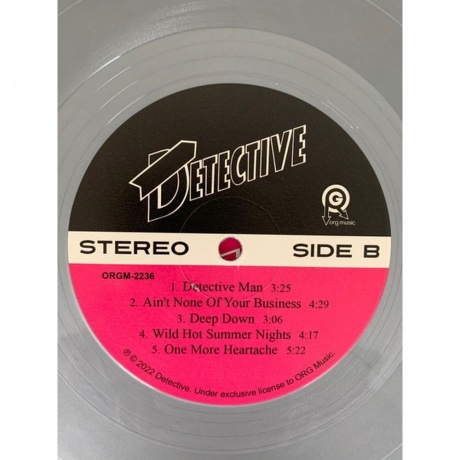 DETECTIVE
GR
org music
STEREO SIDE B
ORGM-2236
1. Detective Man 3:25
2. Ain't None Of Your Business 4:29
3. Deep Down 3:06
4. Wild Hot Summer Nights 4:17
5. One More Heartache 5:22
℗ © 2022 Detective. Under exclusive license to ORG Music.